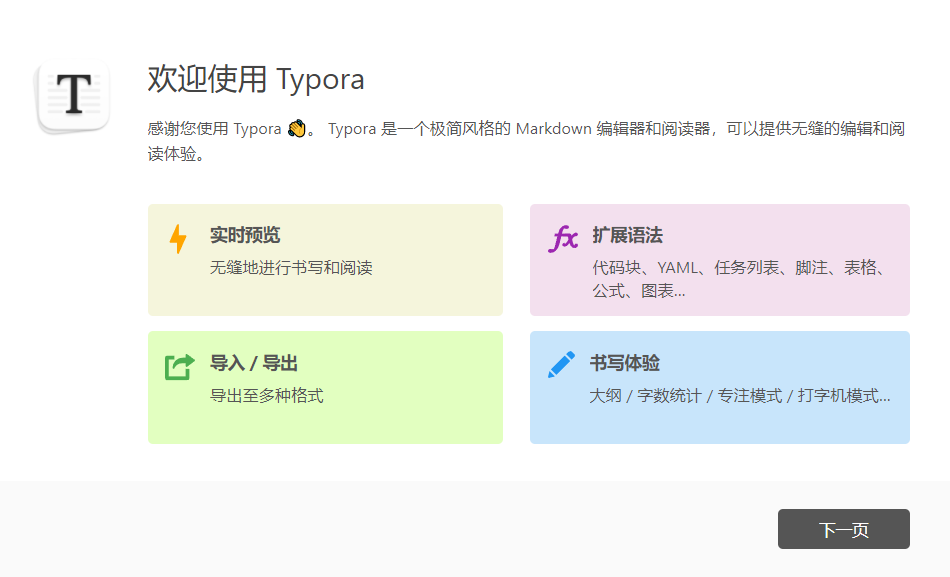 T
欢迎使用 Typora
感谢您使用 Typora 👏。 Typora 是一个极简风格的 Markdown 编辑器和阅读器，可以提供无缝的编辑和阅
读体验。
实时预览
无缝地进行书写和阅读
fx
扩展语法
代码块、YAML、任务列表、脚注、表格、
公式、图表...
导入 / 导出
导出至多种格式
书写体验
大纲 / 字数统计 / 专注模式 / 打字机模式...
下一页